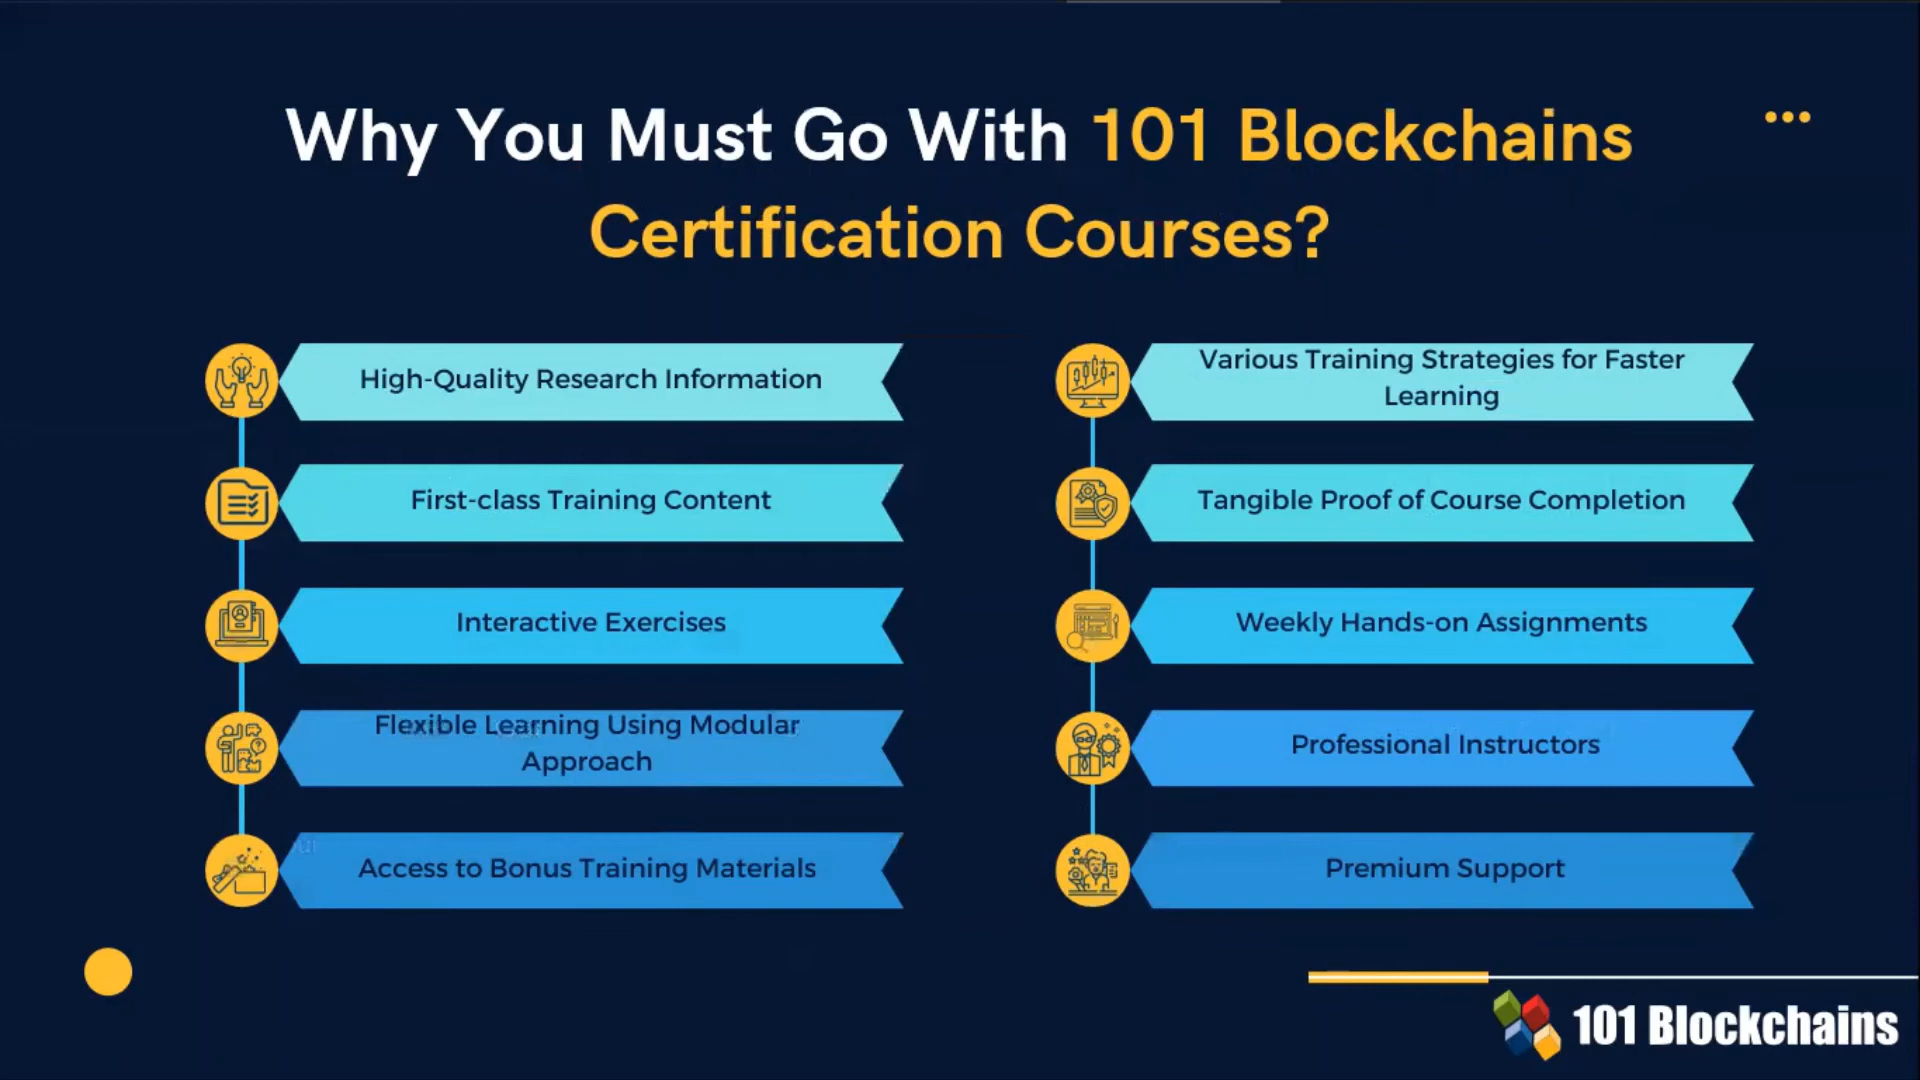 Why You Must Go With 101 Blockchains
Certification Courses?
High-Quality Research Information
First-class Training Content
Interactive Exercises
Flexible Learning Using Modular
Approach
Access to Bonus Training Materials
Various Training Strategies for Faster
Learning
Tangible Proof of Course Completion
Weekly Hands-on Assignments
Professional Instructors
Premium Support
101 Blockchains